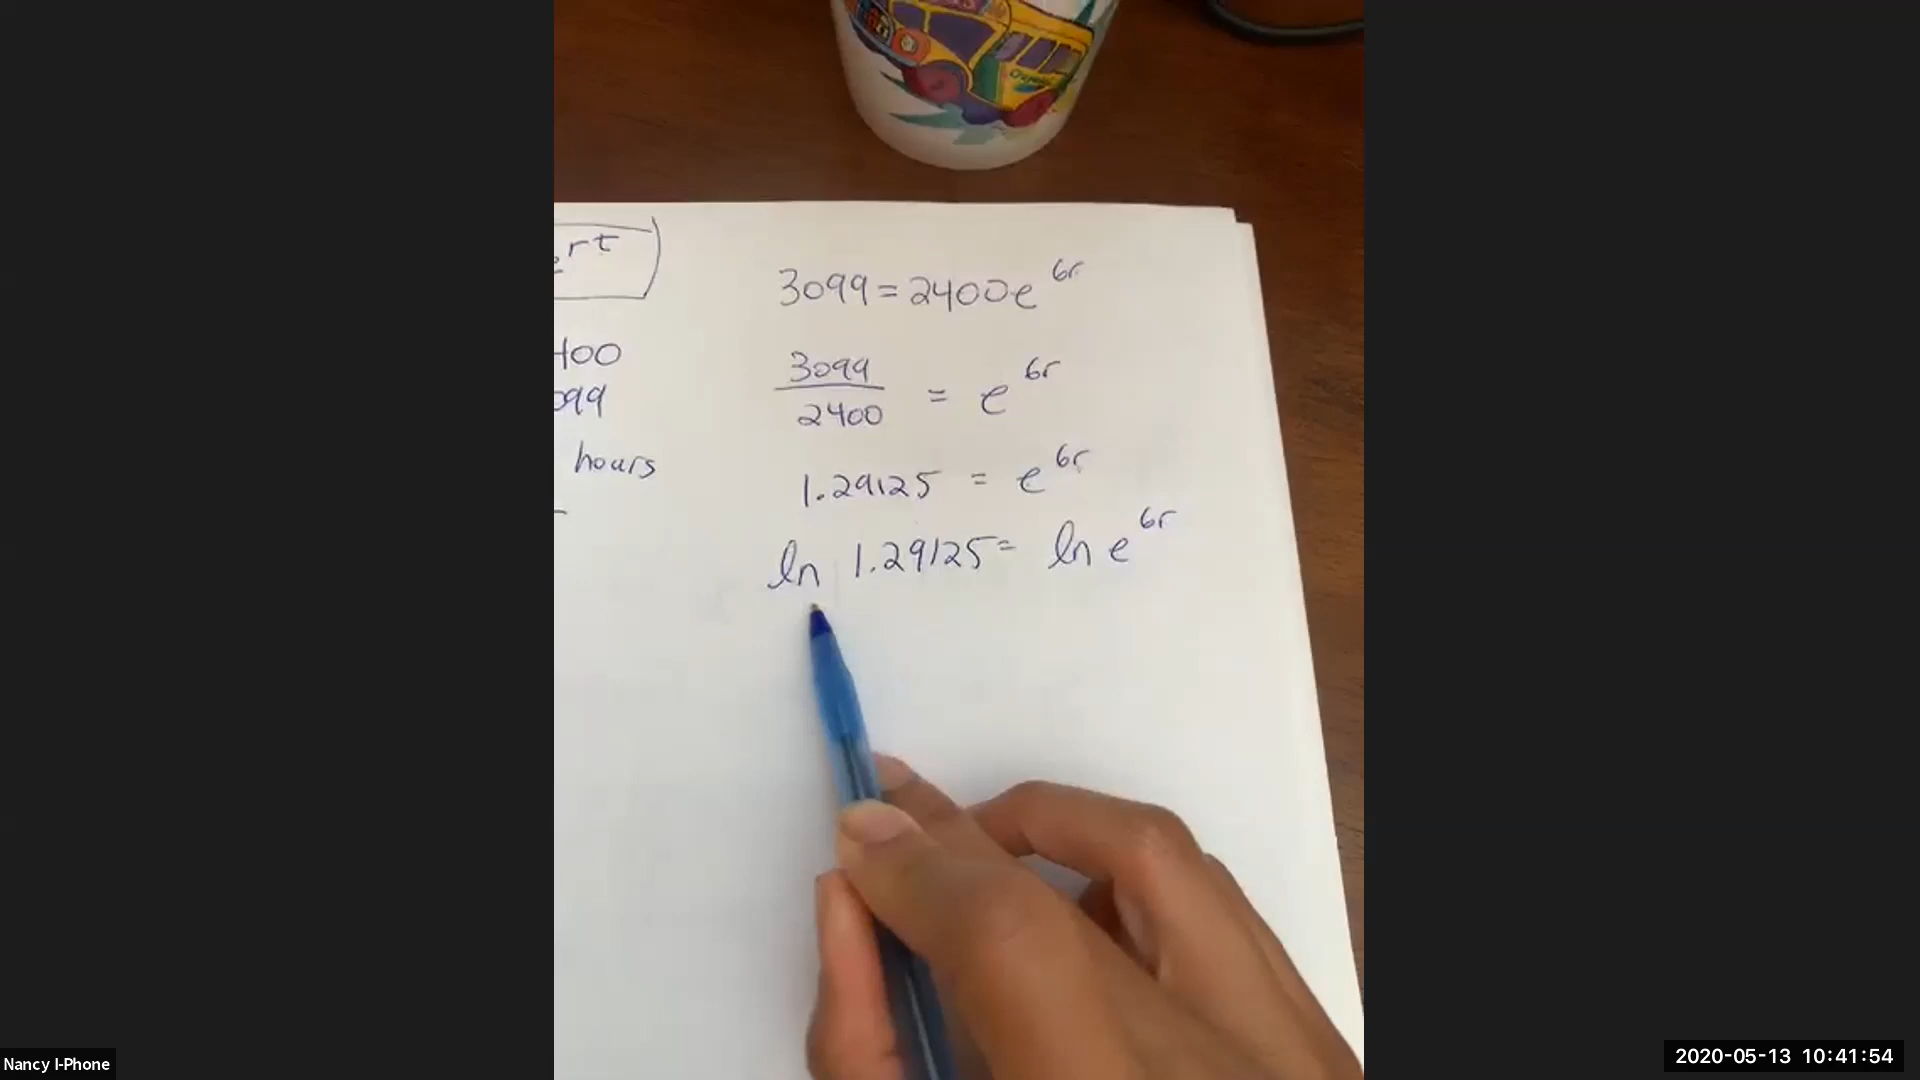 rt
3099 = 2400e^6r
3099
2400
= e^6r
400
099
hours
1.29125 = e^6r
ln 1.29125 = ln e^6r
Nancy I-Phone
2020-05-13 10:41:54